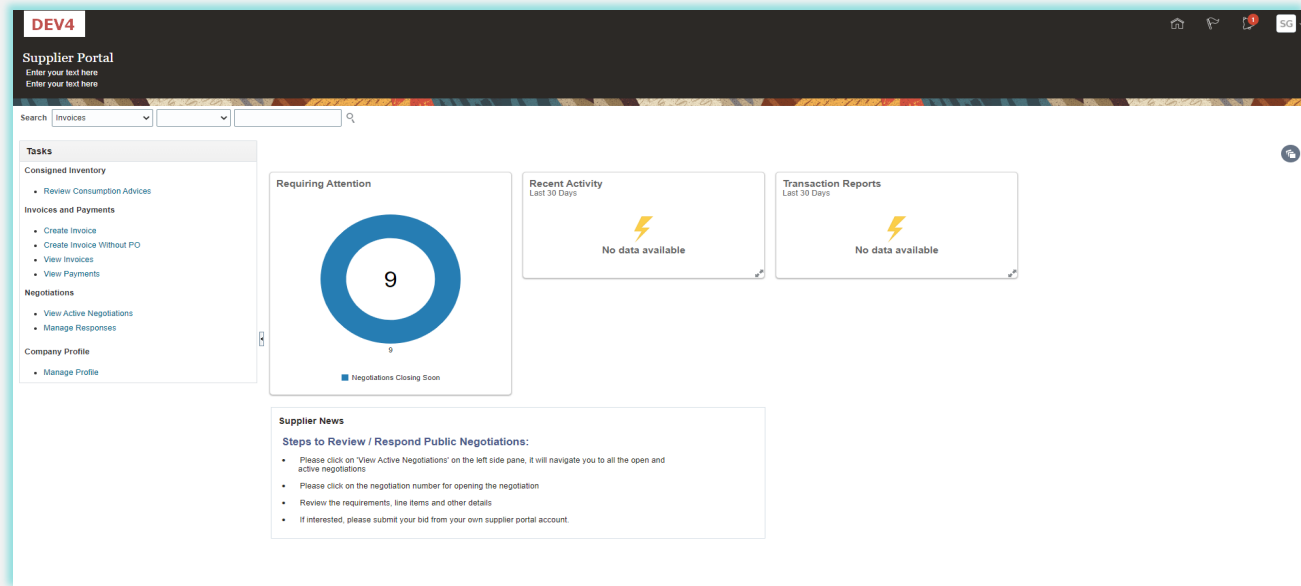 DEV4
1
SG
Supplier Portal
Enter your text here
Enter your text here
Search Invoices
Tasks
Consigned Inventory
Review Consumption Advices
Invoices and Payments
Create Invoice
Create Invoice Without PO
View Invoices
View Payments
Negotiations
View Active Negotiations
Manage Responses
Company Profile
Manage Profile
Requiring Attention
9
9
Negotiations Closing Soon
Recent Activity
Last 30 Days
No data available
Transaction Reports
Last 30 Days
No data available
Supplier News
Steps to Review / Respond Public Negotiations:
Please click on 'View Active Negotiations' on the left side pane, it will navigate you to all the open and
active negotiations
Please click on the negotiation number for opening the negotiation
Review the requirements, line items and other details
If interested, please submit your bid from your own supplier portal account.